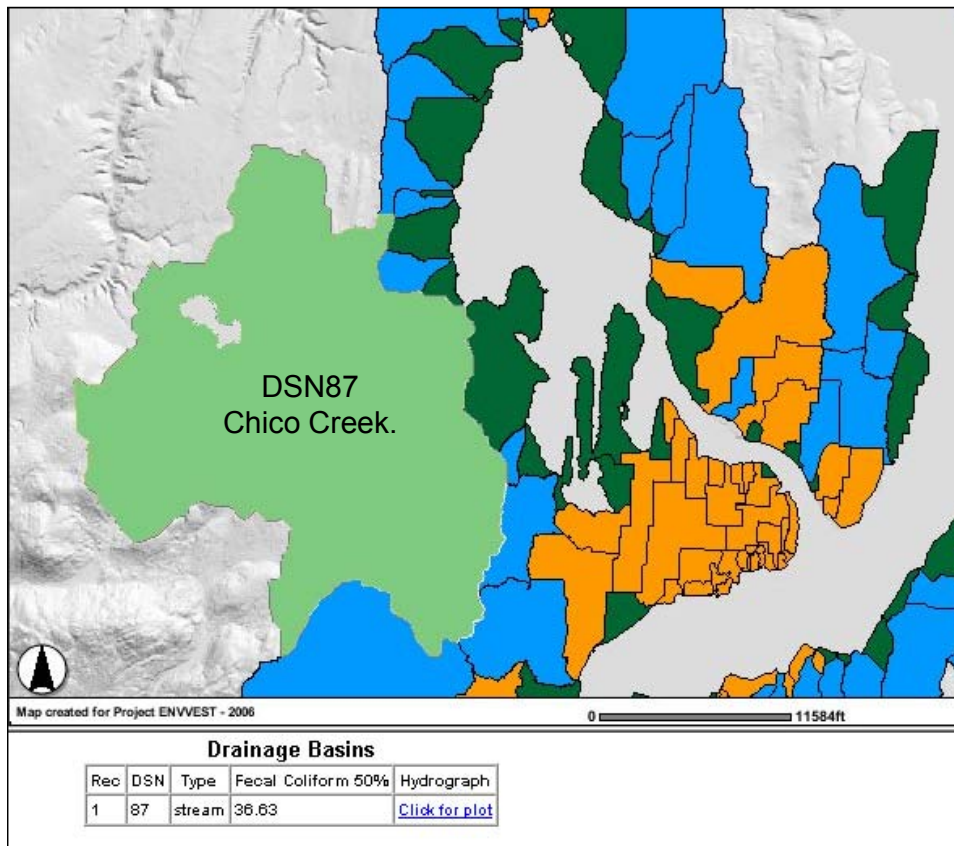 DSN87
Chico Creek.
Map created for Project ENVVEST - 2006
0 11584ft
Drainage Basins
Rec DSN Type Fecal Coliform 50% Hydrograph
1 87 stream 36.63 Click for plot